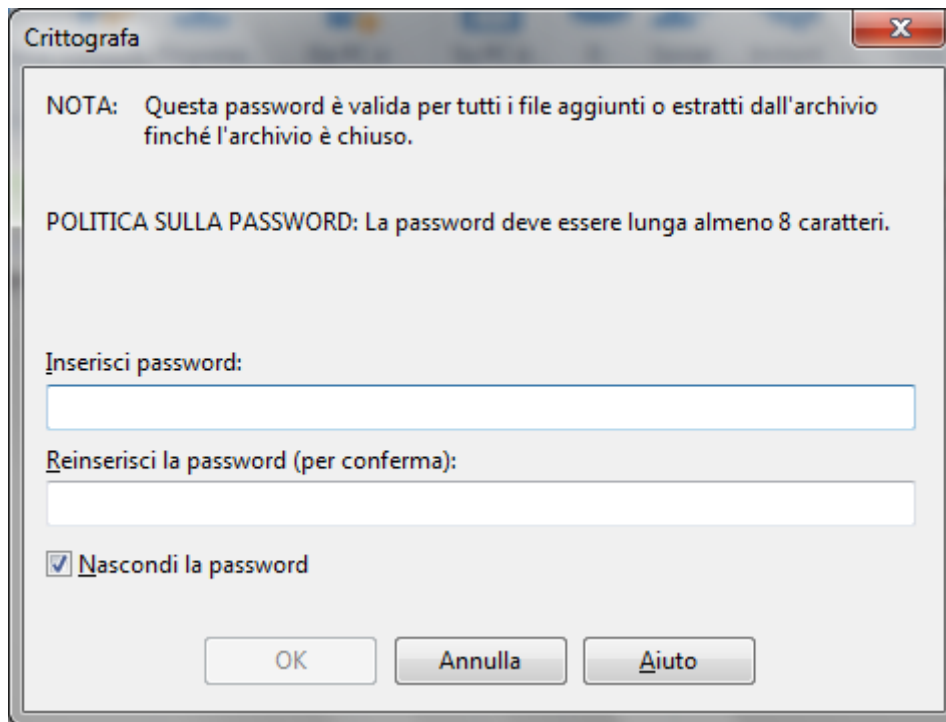 Crittografa
NOTA: Questa password è valida per tutti i file aggiunti o estratti dall'archivio
finché l'archivio è chiuso.
POLITICA SULLA PASSWORD: La password deve essere lunga almeno 8 caratteri.
Inserisci password:
Reinserisci la password (per conferma):
Nascondi la password
OK Annulla Aiuto